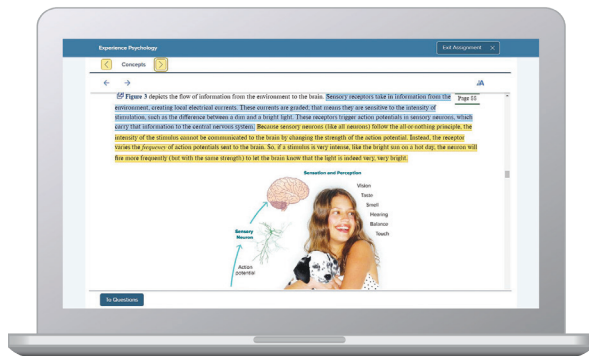 Experience Psychology
Exit Assignment ×
Concepts
Figure 3 depicts the flow of information from the environment to the brain. Sensory receptors take in information from the
Page 80
environment, creating local electrical currents. These currents are graded; that means they are sensitive to the intensity of
stimulation, such as the difference between a dim and a bright light. These receptors trigger action potentials in sensory neurons, which
carry that information to the central nervous system. Because sensory neurons (like all neurons) follow the all-or-nothing principle, the
intensity of the stimulus cannot be communicated to the brain by changing the strength of the action potential. Instead, the receptor
varies the frequency of action potentials sent to the brain. So, if a stimulus is very intense, like the bright sun on a hot day, the neuron will
fire more frequently (but with the same strength) to let the brain know that the light is indeed very, very bright.
Sensation and Perception
Vision
Taste
Smell
Hearing
Balance
Touch
Sensory
Neuron
Action
potential
To Questions